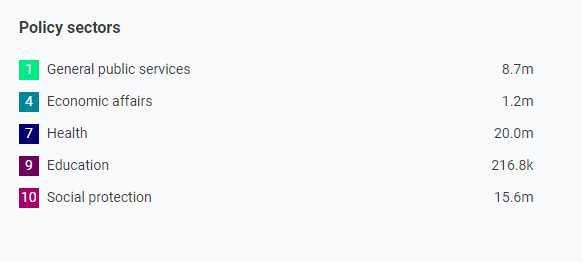 Policy sectors
1 General public services 8.7m
4 Economic affairs 1.2m
7 Health 20.0m
9 Education 216.8k
10 Social protection 15.6m